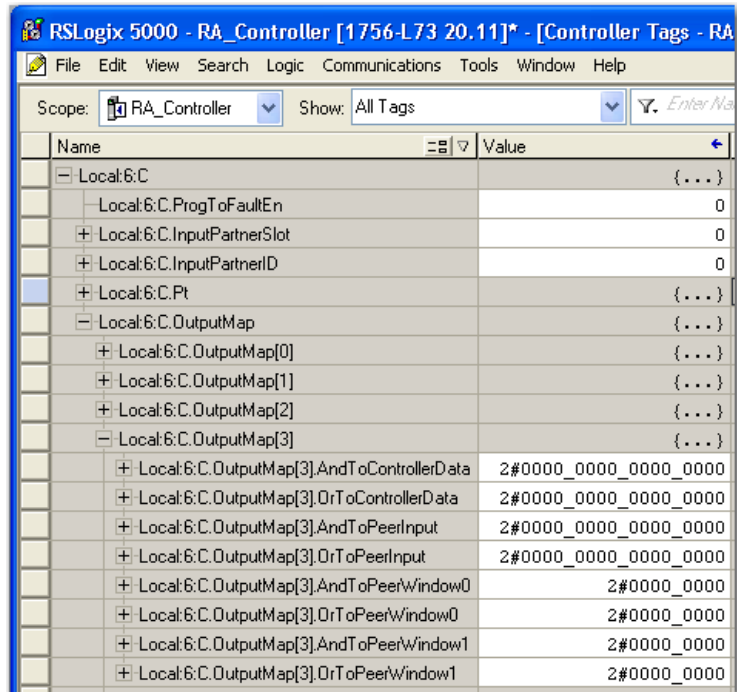 RSLogix 5000 - RA_Controller [1756-L73 20.11]* - [Controller Tags - RA
File Edit View Search Logic Communications Tools Window Help
Scope: RA_Controller Show: All Tags Enter Na
Name Value
Local:6:C {...}
Local:6:C.ProgToFaultEn 0
Local:6:C.InputPartnerSlot 0
Local:6:C.InputPartnerID 0
Local:6:C.Pt {...}
Local:6:C.OutputMap {...}
Local:6:C.OutputMap[0] {...}
Local:6:C.OutputMap[1] {...}
Local:6:C.OutputMap[2] {...}
Local:6:C.OutputMap[3] {...}
Local:6:C.OutputMap[3].AndToControllerData 2#0000_0000_0000_0000
Local:6:C.OutputMap[3].OrToControllerData 2#0000_0000_0000_0000
Local:6:C.OutputMap[3].AndToPeerInput 2#0000_0000_0000_0000
Local:6:C.OutputMap[3].OrToPeerInput 2#0000_0000_0000_0000
Local:6:C.OutputMap[3].AndToPeerWindow0 2#0000_0000
Local:6:C.OutputMap[3].OrToPeerWindow0 2#0000_0000
Local:6:C.OutputMap[3].AndToPeerWindow1 2#0000_0000
Local:6:C.OutputMap[3].OrToPeerWindow1 2#0000_0000